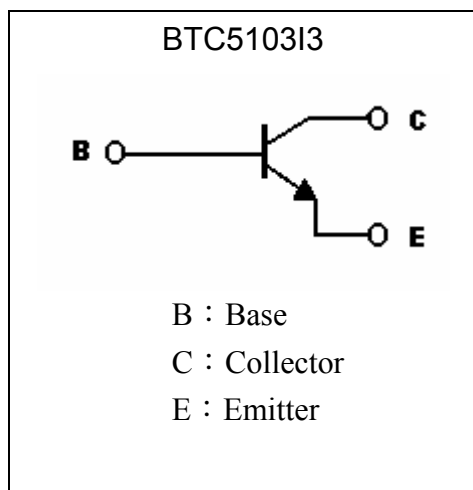 BTC5103I3
C
B
E
B：Base
C：Collector
E：Emitter